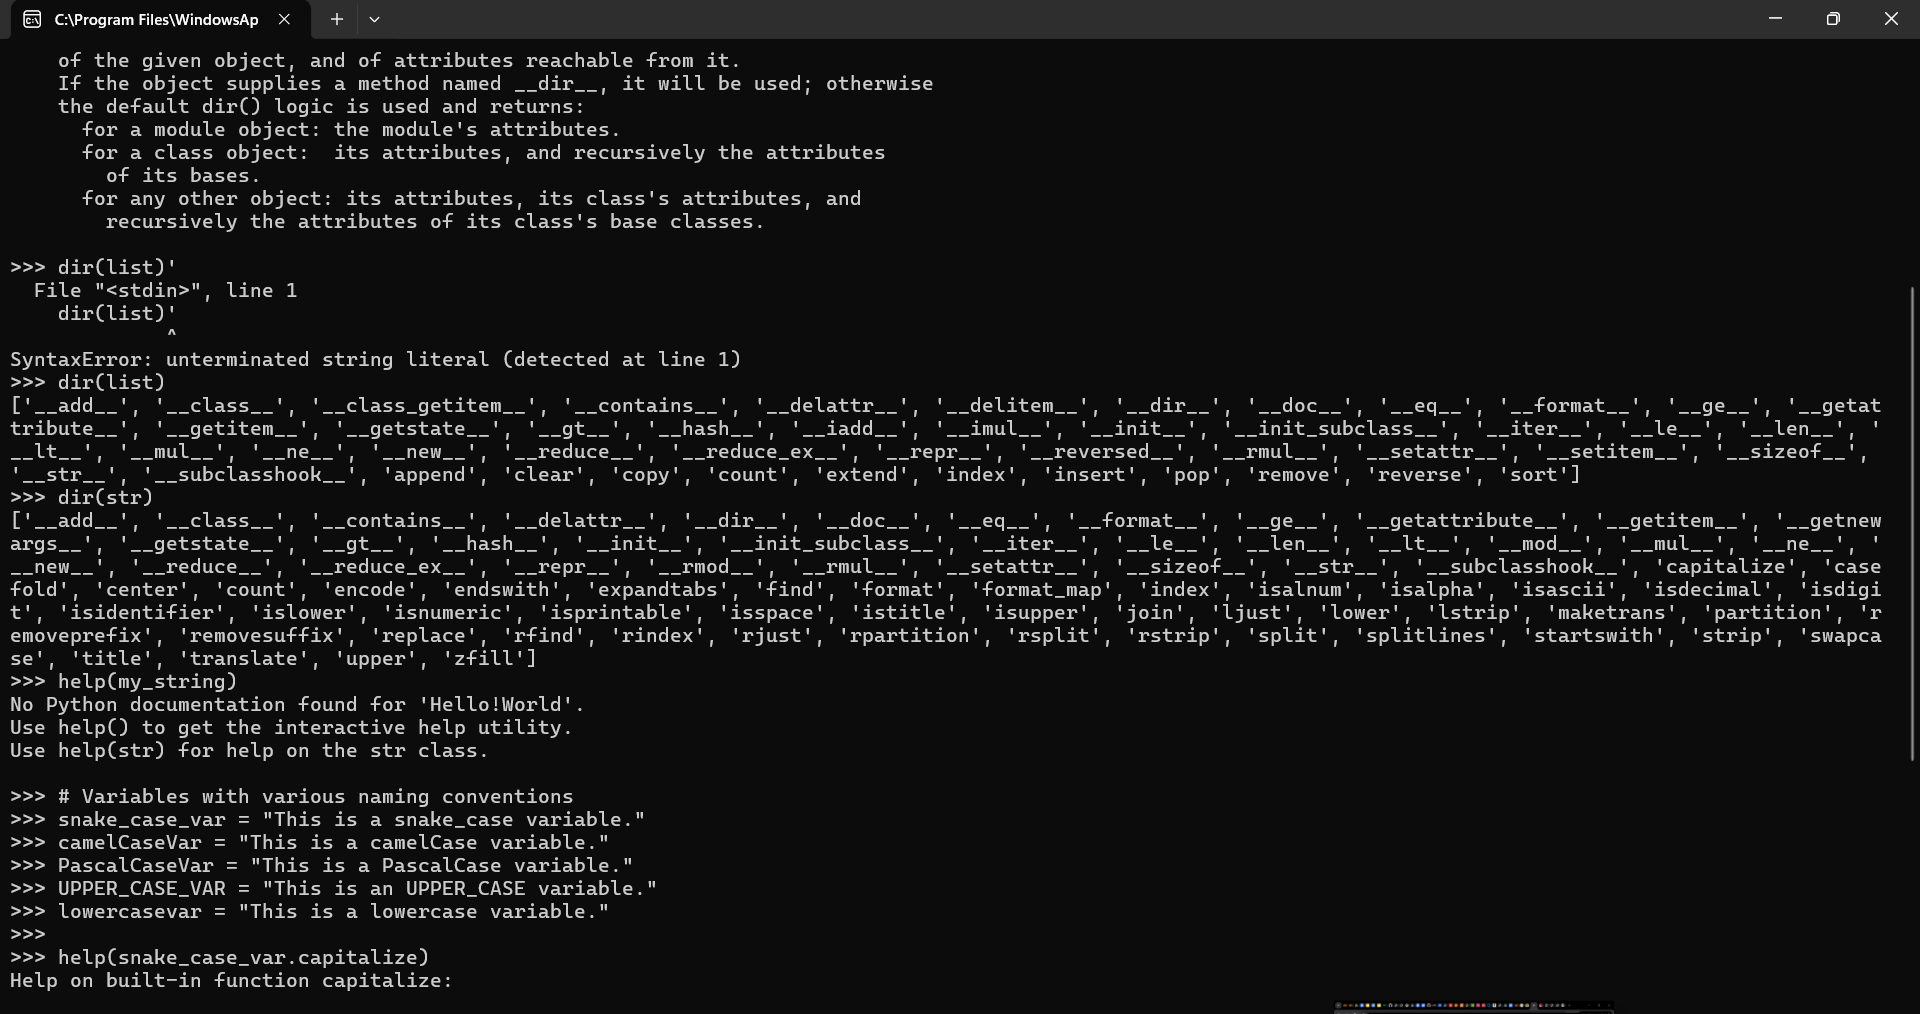 C:\Program Files\WindowsAp
    of the given object, and of attributes reachable from it.
    If the object supplies a method named __dir__, it will be used; otherwise
    the default dir() logic is used and returns:
      for a module object: the module's attributes.
      for a class object:  its attributes, and recursively the attributes
        of its bases.
      for any other object: its attributes, its class's attributes, and
        recursively the attributes of its class's base classes.
>>> dir(list)'
  File "<stdin>", line 1
    dir(list)'
             ^
SyntaxError: unterminated string literal (detected at line 1)
>>> dir(list)
['__add__', '__class__', '__class_getitem__', '__contains__', '__delattr__', '__delitem__', '__dir__', '__doc__', '__eq__', '__format__', '__ge__', '__getat
tribute__', '__getitem__', '__getstate__', '__gt__', '__hash__', '__iadd__', '__imul__', '__init__', '__init_subclass__', '__iter__', '__le__', '__len__', '
__lt__', '__mul__', '__ne__', '__new__', '__reduce__', '__reduce_ex__', '__repr__', '__reversed__', '__rmul__', '__setattr__', '__setitem__', '__sizeof__',
'__str__', '__subclasshook__', 'append', 'clear', 'copy', 'count', 'extend', 'index', 'insert', 'pop', 'remove', 'reverse', 'sort']
>>> dir(str)
['__add__', '__class__', '__contains__', '__delattr__', '__dir__', '__doc__', '__eq__', '__format__', '__ge__', '__getattribute__', '__getitem__', '__getnew
args__', '__getstate__', '__gt__', '__hash__', '__init__', '__init_subclass__', '__iter__', '__le__', '__len__', '__lt__', '__mod__', '__mul__', '__ne__', '
__new__', '__reduce__', '__reduce_ex__', '__repr__', '__rmod__', '__rmul__', '__setattr__', '__sizeof__', '__str__', '__subclasshook__', 'capitalize', 'case
fold', 'center', 'count', 'encode', 'endswith', 'expandtabs', 'find', 'format', 'format_map', 'index', 'isalnum', 'isalpha', 'isascii', 'isdecimal', 'isdigi
t', 'isidentifier', 'islower', 'isnumeric', 'isprintable', 'isspace', 'istitle', 'isupper', 'join', 'ljust', 'lower', 'lstrip', 'maketrans', 'partition', 'r
emoveprefix', 'removesuffix', 'replace', 'rfind', 'rindex', 'rjust', 'rpartition', 'rsplit', 'rstrip', 'split', 'splitlines', 'startswith', 'strip', 'swapca
se', 'title', 'translate', 'upper', 'zfill']
>>> help(my_string)
No Python documentation found for 'Hello!World'.
Use help() to get the interactive help utility.
Use help(str) for help on the str class.
>>> # Variables with various naming conventions
>>> snake_case_var = "This is a snake_case variable."
>>> camelCaseVar = "This is a camelCase variable."
>>> PascalCaseVar = "This is a PascalCase variable."
>>> UPPER_CASE_VAR = "This is an UPPER_CASE variable."
>>> lowercasevar = "This is a lowercase variable."
>>>
>>> help(snake_case_var.capitalize)
Help on built-in function capitalize: